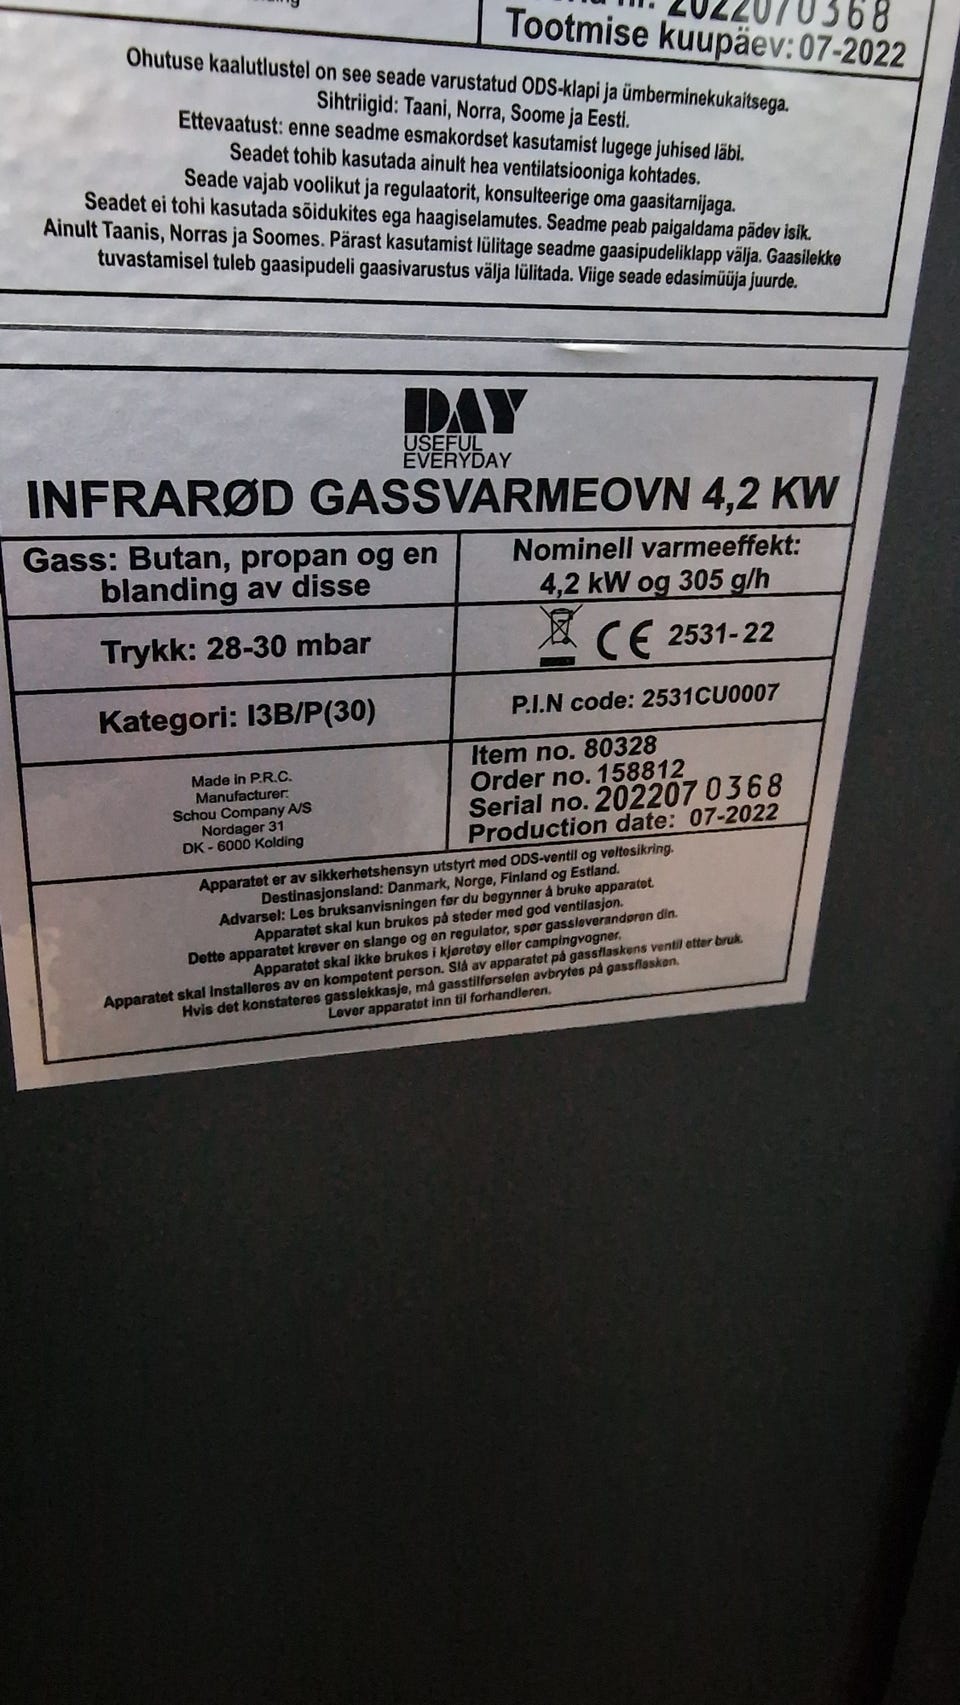 2022070368
Tootmise kuupäev: 07-2022
Ohutuse kaalutlustel on see seade varustatud ODS-klapi ja ümberminekukaitsega.
Sihtriigid: Taani, Norra, Soome ja Eesti.
Ettevaatust: enne seadme esmakordset kasutamist lugege juhised läbi.
Seadet tohib kasutada ainult hea ventilatsiooniga kohtades.
Seade vajab voolikut ja regulaatorit, konsulteerige oma gaasitarnijaga.
Seadet ei tohi kasutada sõidukites ega haagiselamutes. Seadme peab paigaldama pädev isik.
Ainult Taanis, Norras ja Soomes. Pärast kasutamist lülitage seadme gaasipudeliklapp välja. Gaasilekke
tuvastamisel tuleb gaasipudeli gaasivarustus välja lülitada. Viige seade edasimüüja juurde.
DAY
USEFUL
EVERYDAY
INFRARØD GASSVARMEOVN 4,2 KW
Gass: Butan, propan og en
blanding av disse
Nominell varmeeffekt:
4,2 kW og 305 g/h
Trykk: 28-30 mbar
CE 2531-22
Kategori: I3B/P(30)
P.I.N code: 2531CU0007
Made in P.R.C.
Manufacturer:
Schou Company A/S
Nordager 31
DK - 6000 Kolding
Item no. 80328
Order no. 158812
Serial no. 2022070368
Production date: 07-2022
Apparatet er av sikkerhetshensyn utstyrt med ODS-ventil og veltesikring.
Destinasjonsland: Danmark, Norge, Finland og Estland.
Advarsel: Les bruksanvisningen før du begynner å bruke apparatet.
Apparatet skal kun brukes på steder med god ventilasjon.
Dette apparatet krever en slange og en regulator, spør gassleverandøren din.
Apparatet skal ikke brukes i kjøretøy eller campingvogner.
Apparatet skal installeres av en kompetent person. Slå av apparatet på gassflaskens ventil etter bruk.
Hvis det konstateres gasslekkasje, må gasstilførselen avbrytes på gassflasken.
Lever apparatet inn til forhandleren.